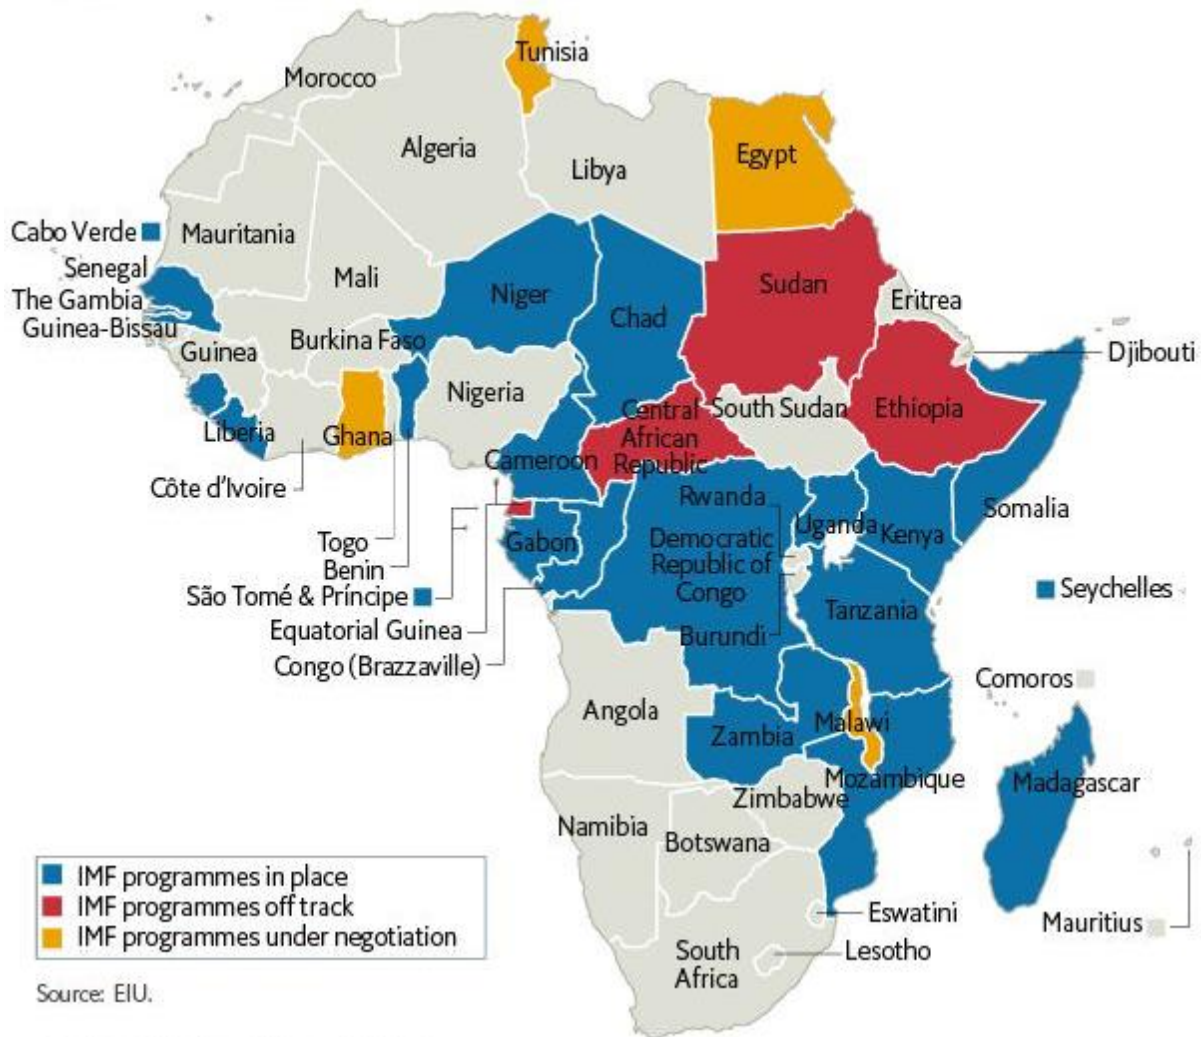 Tunisia
Morocco
Algeria
Libya
Egypt
Cabo Verde
Mauritania
Senegal
Mali
Niger
Chad
Sudan
Eritrea
The Gambia
Guinea-Bissau
Burkina Faso
Guinea
Djibouti
Nigeria
Liberia
Ghana
Central
African
Republic
South Sudan
Ethiopia
Cameroon
Côte d'Ivoire
Rwanda
Somalia
Uganda
Kenya
Togo
Benin
Gabon
Democratic
Republic of
Congo
São Tomé & Príncipe
Seychelles
Tanzania
Equatorial Guinea
Burundi
Congo (Brazzaville)
Comoros
Angola
Zambia
Malawi
Mozambique
Madagascar
Zimbabwe
Namibia
Botswana
IMF programmes in place
IMF programmes off track
IMF programmes under negotiation
Eswatini
Mauritius
South
Africa
Lesotho
Source: EIU.